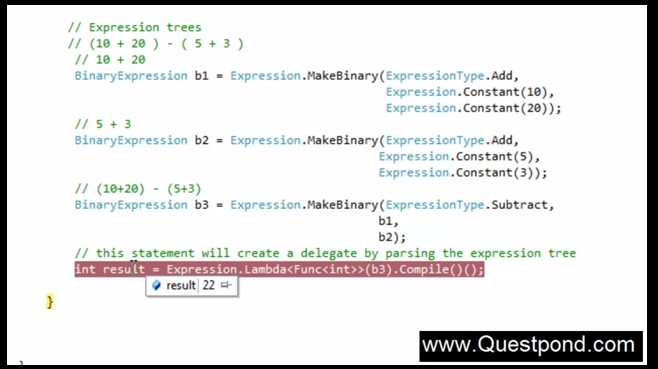 // Expression trees
// (10 + 20 ) - ( 5 + 3 )
// 10 + 20
BinaryExpression b1 = Expression.MakeBinary(ExpressionType.Add,
Expression.Constant(10),
Expression.Constant(20));
// 5 + 3
BinaryExpression b2 = Expression.MakeBinary(ExpressionType.Add,
Expression.Constant(5),
Expression.Constant(3));
// (10+20) - (5+3)
BinaryExpression b3 = Expression.MakeBinary(ExpressionType.Subtract,
b1,
b2);
// this statement will create a delegate by parsing the expression tree
int result = Expression.Lambda<Func<int>>(b3).Compile()();
result 22
}
www.Questpond.com